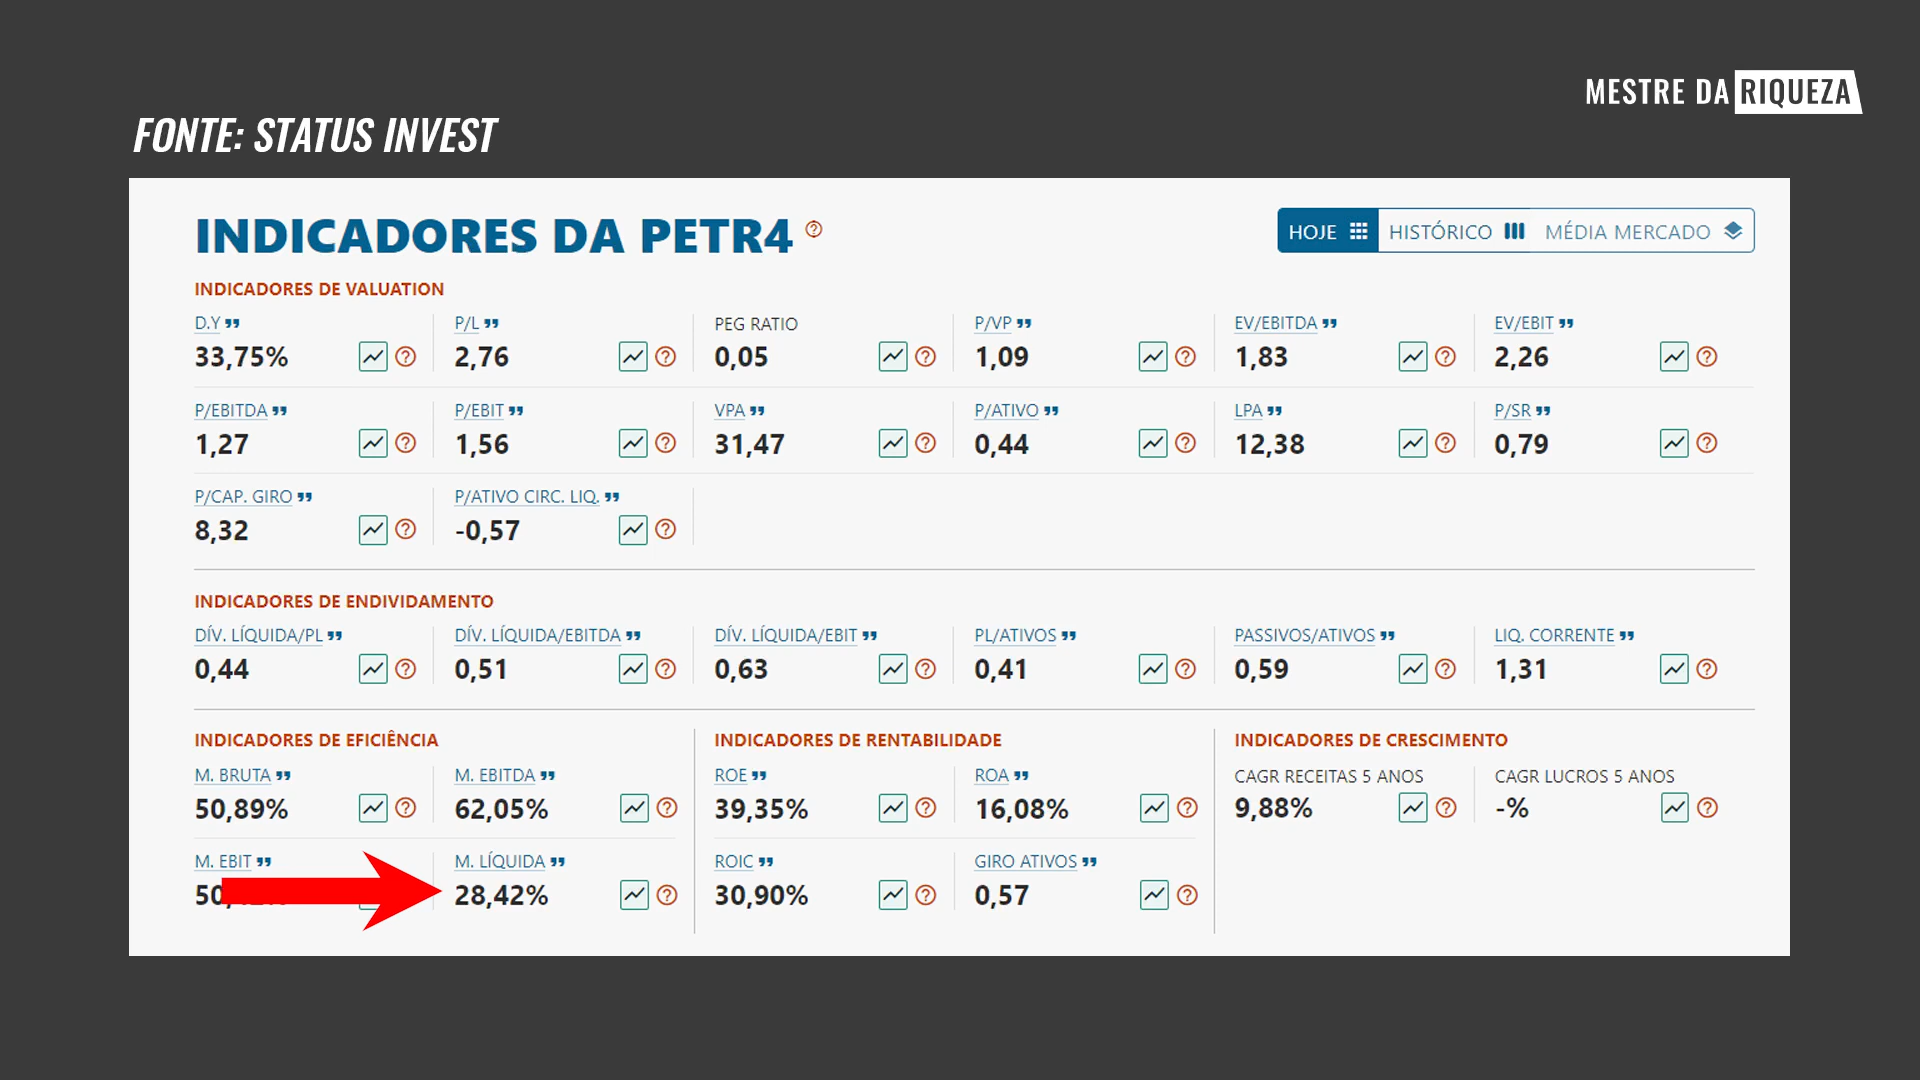 MESTRE DA RIQUEZA
FONTE: STATUS INVEST
INDICADORES DA PETR4
HOJE HISTÓRICO MÉDIA MERCADO
INDICADORES DE VALUATION
D.Y P/L PEG RATIO P/VP EV/EBITDA EV/EBIT
33,75% 2,76 0,05 1,09 1,83 2,26
P/EBITDA P/EBIT VPA P/ATIVO LPA P/SR
1,27 1,56 31,47 0,44 12,38 0,79
P/CAP. GIRO P/ATIVO CIRC. LIQ.
8,32 -0,57
INDICADORES DE ENDIVIDAMENTO
DÍV. LÍQUIDA/PL DÍV. LÍQUIDA/EBITDA DÍV. LÍQUIDA/EBIT PL/ATIVOS PASSIVOS/ATIVOS LIQ. CORRENTE
0,44 0,51 0,63 0,41 0,59 1,31
INDICADORES DE EFICIÊNCIA INDICADORES DE RENTABILIDADE INDICADORES DE CRESCIMENTO
M. BRUTA M. EBITDA ROE ROA CAGR RECEITAS 5 ANOS CAGR LUCROS 5 ANOS
50,89% 62,05% 39,35% 16,08% 9,88% -%
M. EBIT M. LÍQUIDA ROIC GIRO ATIVOS
28,42% 30,90% 0,57